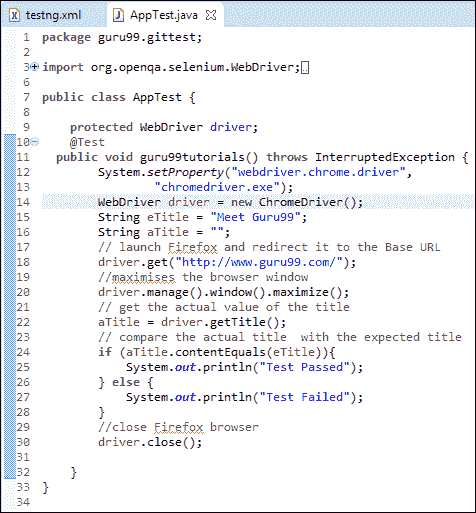 testng.xml AppTest.java
1 package guru99.gittest;
2
3 import org.openqa.selenium.WebDriver;
6
7 public class AppTest {
8
9 protected WebDriver driver;
10 @Test
11 public void guru99tutorials() throws InterruptedException {
12 System.setProperty("webdriver.chrome.driver",
13 "chromedriver.exe");
14 WebDriver driver = new ChromeDriver();
15 String eTitle = "Meet Guru99";
16 String aTitle = "";
17 // launch Firefox and redirect it to the Base URL
18 driver.get("http://www.guru99.com/");
19 //maximises the browser window
20 driver.manage().window().maximize();
21 // get the actual value of the title
22 aTitle = driver.getTitle();
23 // compare the actual title with the expected title
24 if (aTitle.contentEquals(eTitle)){
25 System.out.println("Test Passed");
26 } else {
27 System.out.println("Test Failed");
28 }
29 //close Firefox browser
30 driver.close();
31
32 }
33 }
34